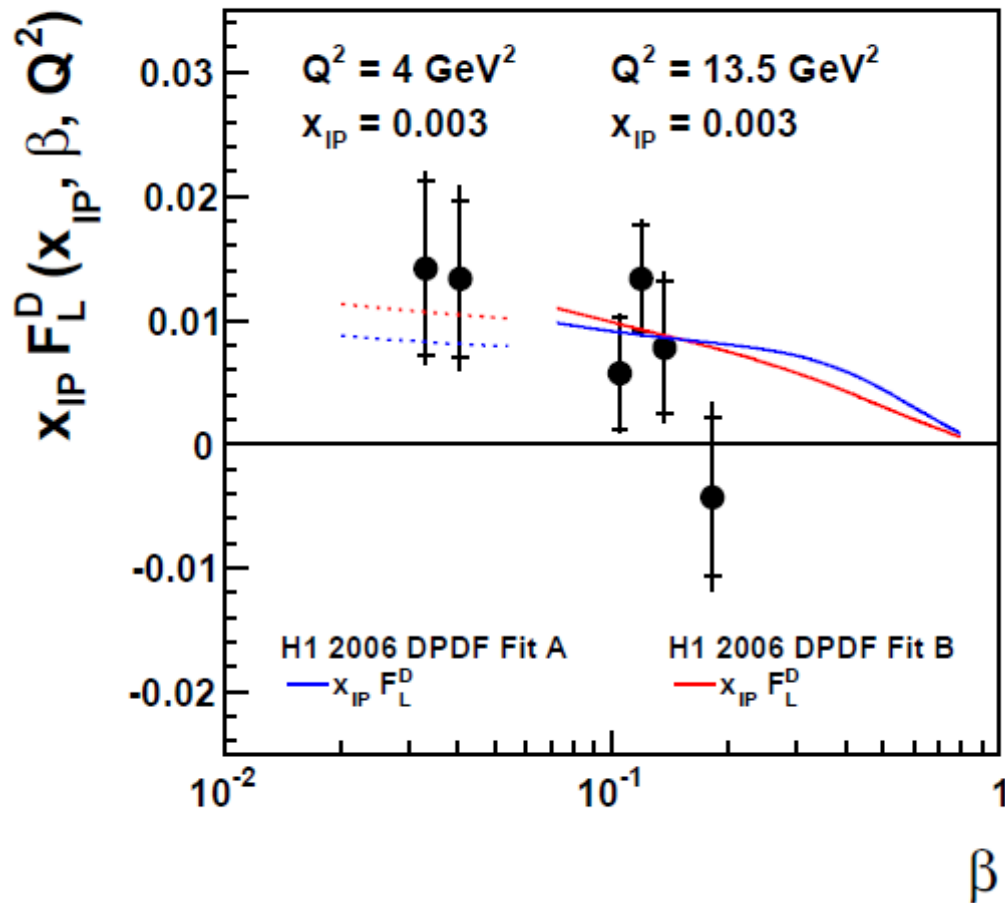 x_IP F_L^D (x_IP, β, Q^2)
0.03
0.02
0.01
0
-0.01
-0.02
Q^2 = 4 GeV^2
x_IP = 0.003
Q^2 = 13.5 GeV^2
x_IP = 0.003
H1 2006 DPDF Fit A
x_IP F_L^D
H1 2006 DPDF Fit B
x_IP F_L^D
10^-2
10^-1
1
β